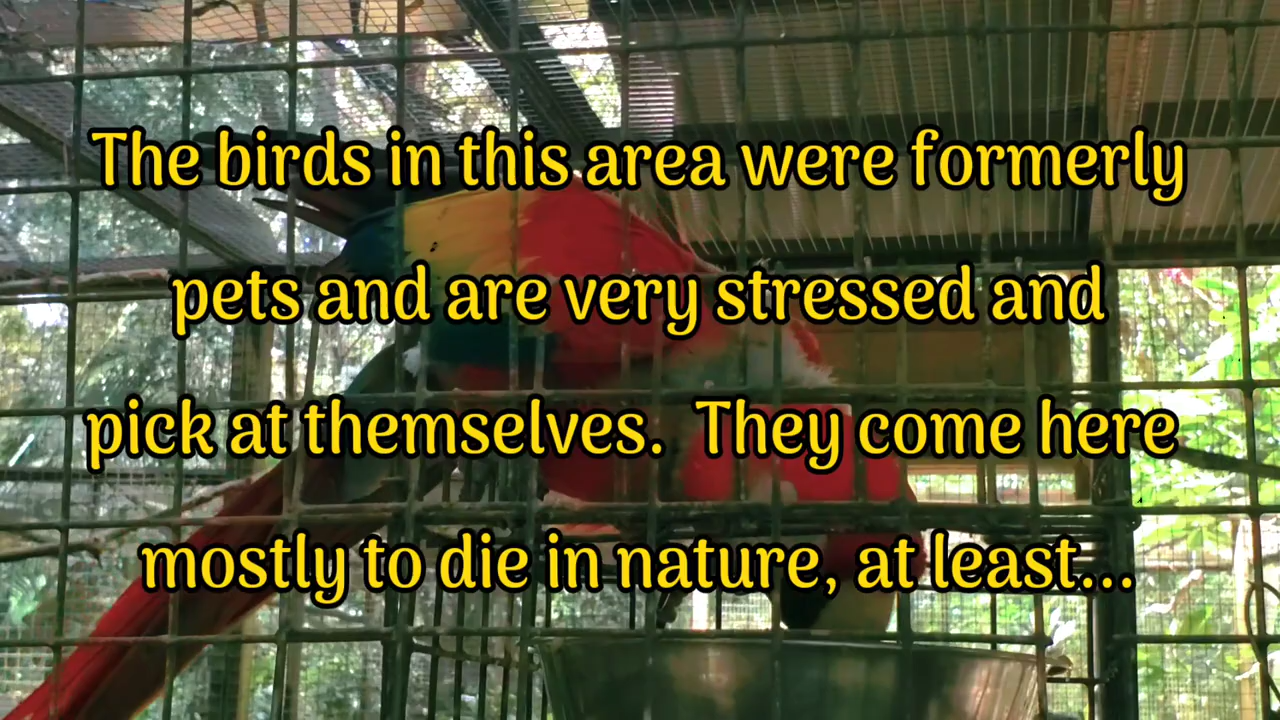 The birds in this area were formerly
pets and are very stressed and
pick at themselves.  They come here
mostly to die in nature, at least...